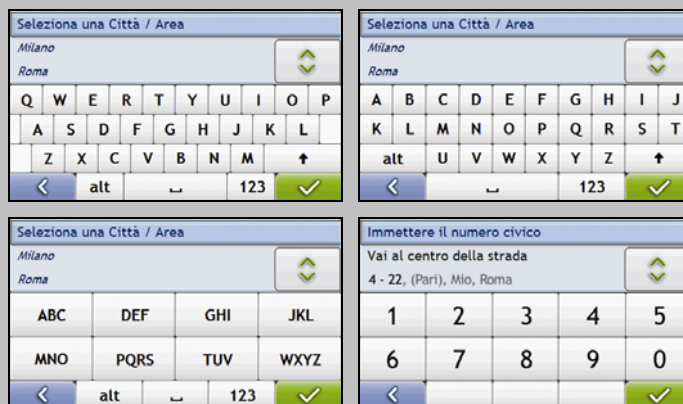 Seleziona una Città / Area
Milano
Roma
Q W E R T Y U I O P
A S D F G H J K L
Z X C V B N M
alt 123
Seleziona una Città / Area
Milano
Roma
A B C D E F G H I J
K L M N O P Q R S T
alt U V W X Y Z
123
Seleziona una Città / Area
Milano
Roma
ABC DEF GHI JKL
MNO PQRS TUV WXYZ
alt 123
Immettere il numero civico
Vai al centro della strada
4 - 22, (Pari), Mio, Roma
1 2 3 4 5
6 7 8 9 0